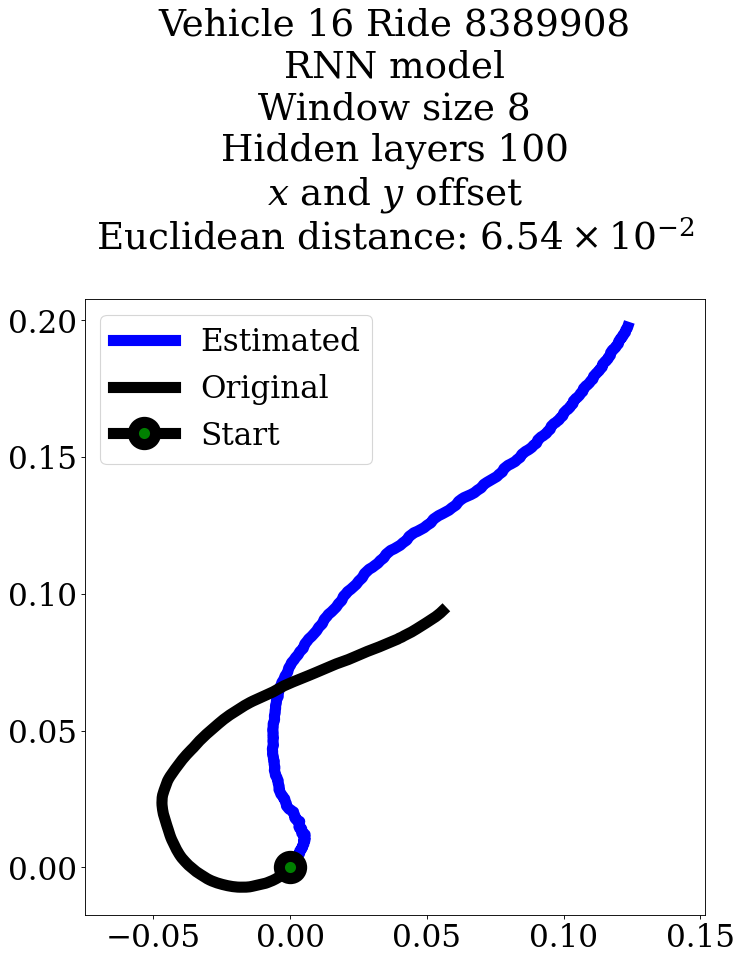 Vehicle 16 Ride 8389908
RNN model
Window size 8
Hidden layers 100
x and y offset
Euclidean distance: 6.54 × 10⁻²
Estimated
Original
Start
0.20
0.15
0.10
0.05
0.00
−0.05 0.00 0.05 0.10 0.15